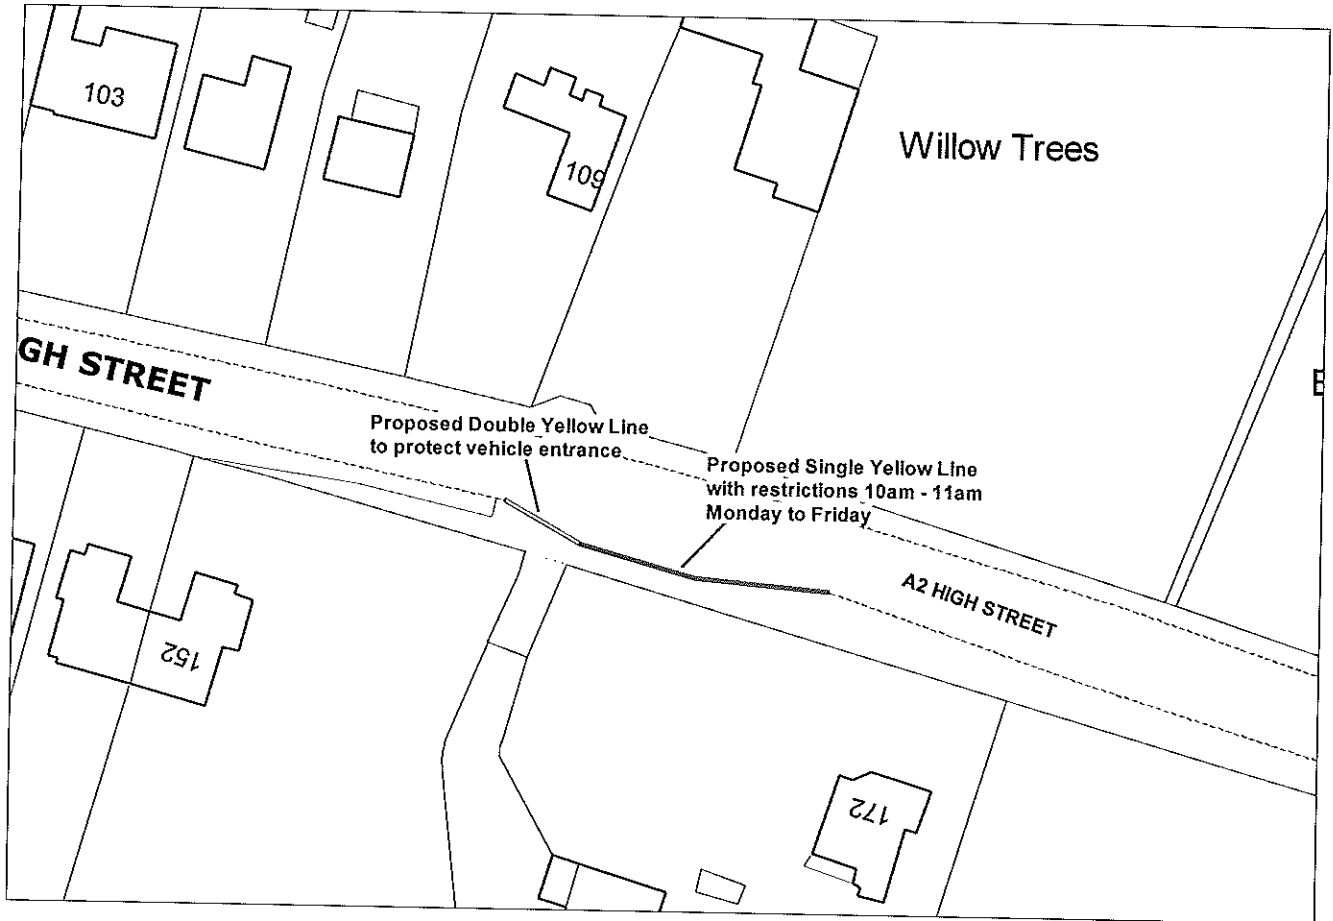 103
109
Willow Trees
GH STREET
Proposed Double Yellow Line
to protect vehicle entrance
Proposed Single Yellow Line
with restrictions 10am - 11am
Monday to Friday
A2 HIGH STREET
152
172